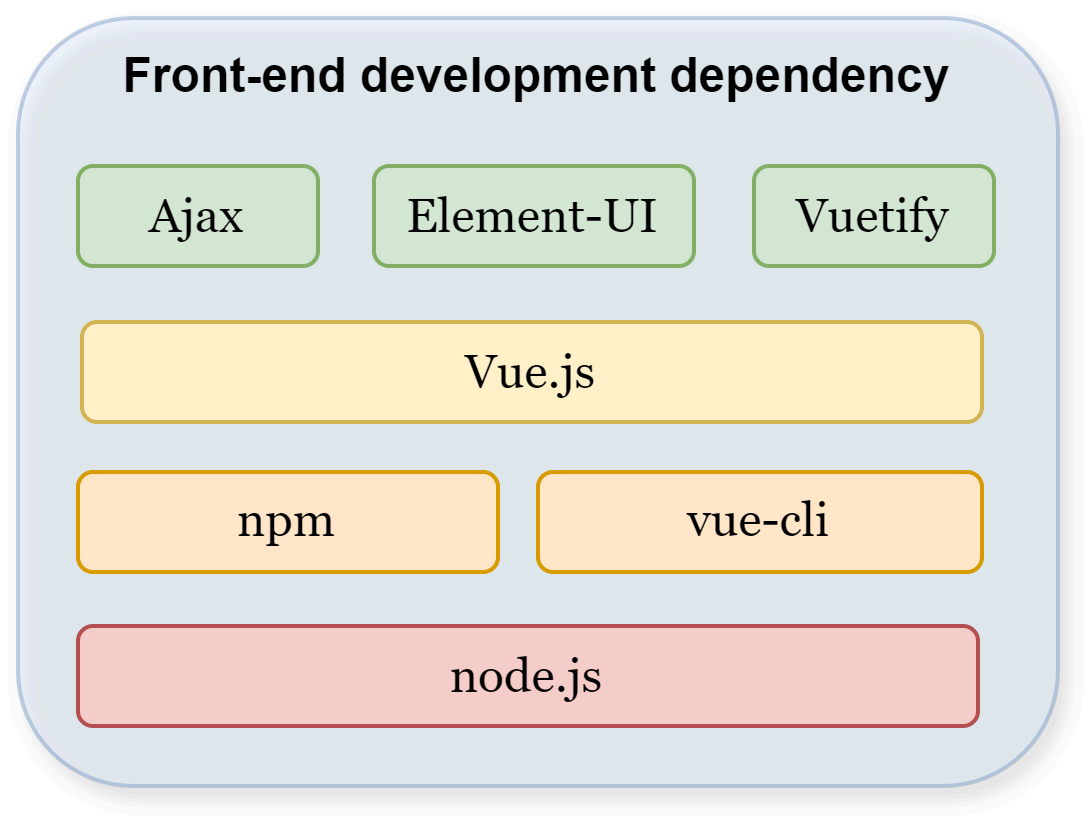 Front-end development dependency
Ajax
Element-UI
Vuetify
Vue.js
npm
vue-cli
node.js